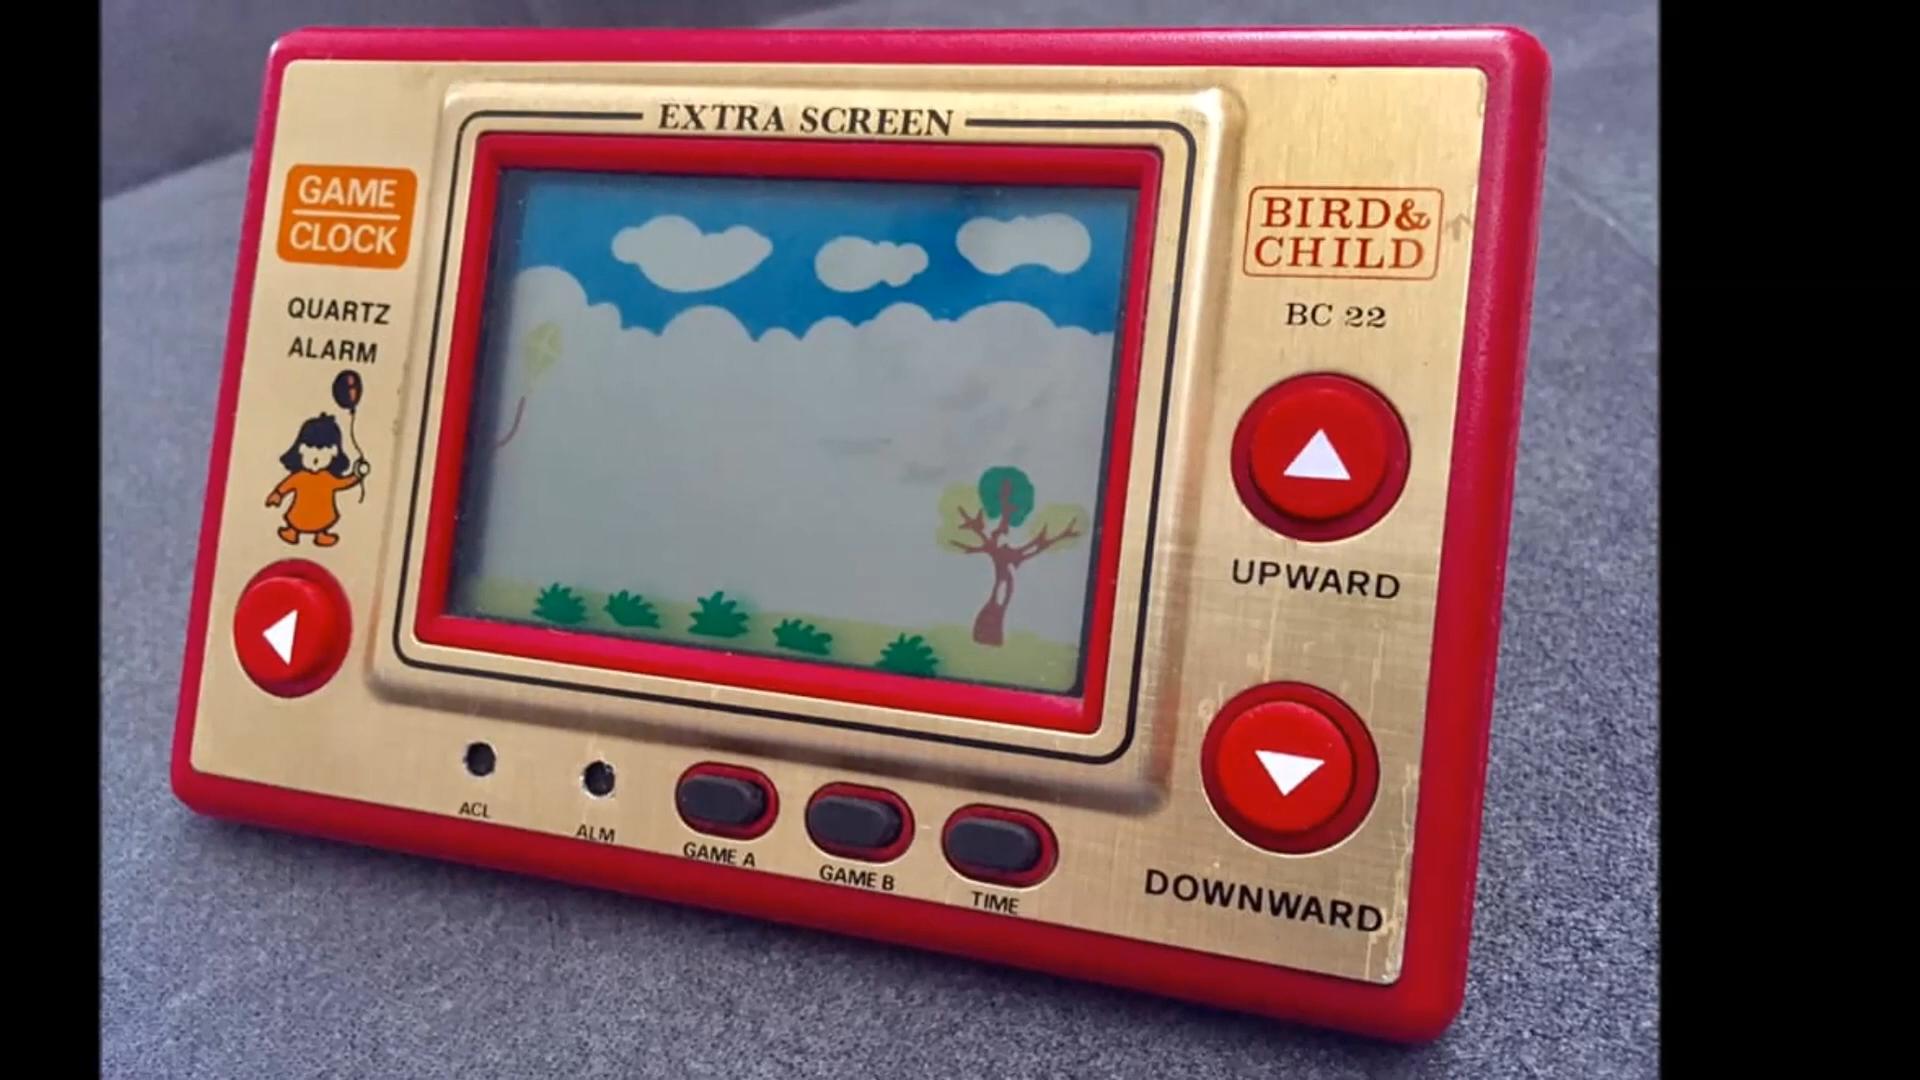 EXTRA SCREEN
GAME
CLOCK
QUARTZ
ALARM
BIRD&
CHILD
BC 22
UPWARD
DOWNWARD
ACL
ALM
GAME A
GAME B
TIME